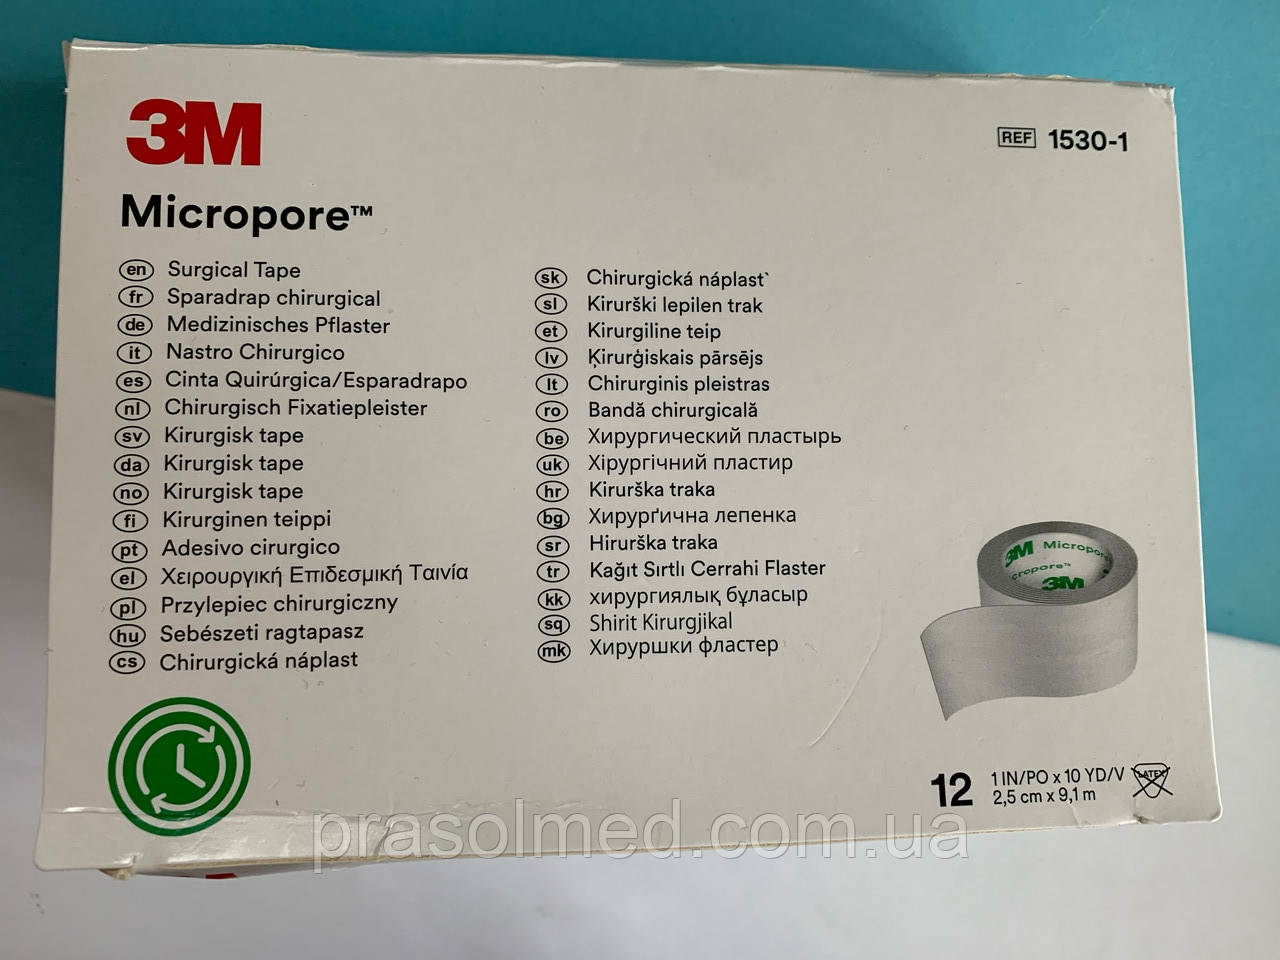 3M
Micropore™
REF 1530-1
en Surgical Tape
fr Sparadrap chirurgical
de Medizinisches Pflaster
it Nastro Chirurgico
es Cinta Quirúrgica/Esparadrapo
nl Chirurgisch Fixatiepleister
sv Kirurgisk tape
da Kirurgisk tape
no Kirurgisk tape
fi Kirurginen teippi
pt Adesivo cirurgico
el Χειρουργική Επιδεσμική Ταινία
pl Przylepiec chirurgiczny
hu Sebészeti ragtapasz
cs Chirurgická náplast
sk Chirurgická náplast`
sl Kirurški lepilen trak
et Kirurgiline teip
lv Ķirurģiskais pārsējs
lt Chirurginis pleistras
ro Bandă chirurgicală
be Хирургический пластырь
uk Хірургічний пластир
hr Kirurška traka
bg Хирурґична лепенка
sr Hirurška traka
tr Kağıt Sırtlı Cerrahi Flaster
kk хирургиялық бұласыр
sq Shirit Kirurgjikal
mk Хируршки фластер
3M Micropore
cropore™
3M
12 1 IN/PO x 10 YD/V
2,5 cm x 9,1 m
LATEX
prasolmed.com.ua